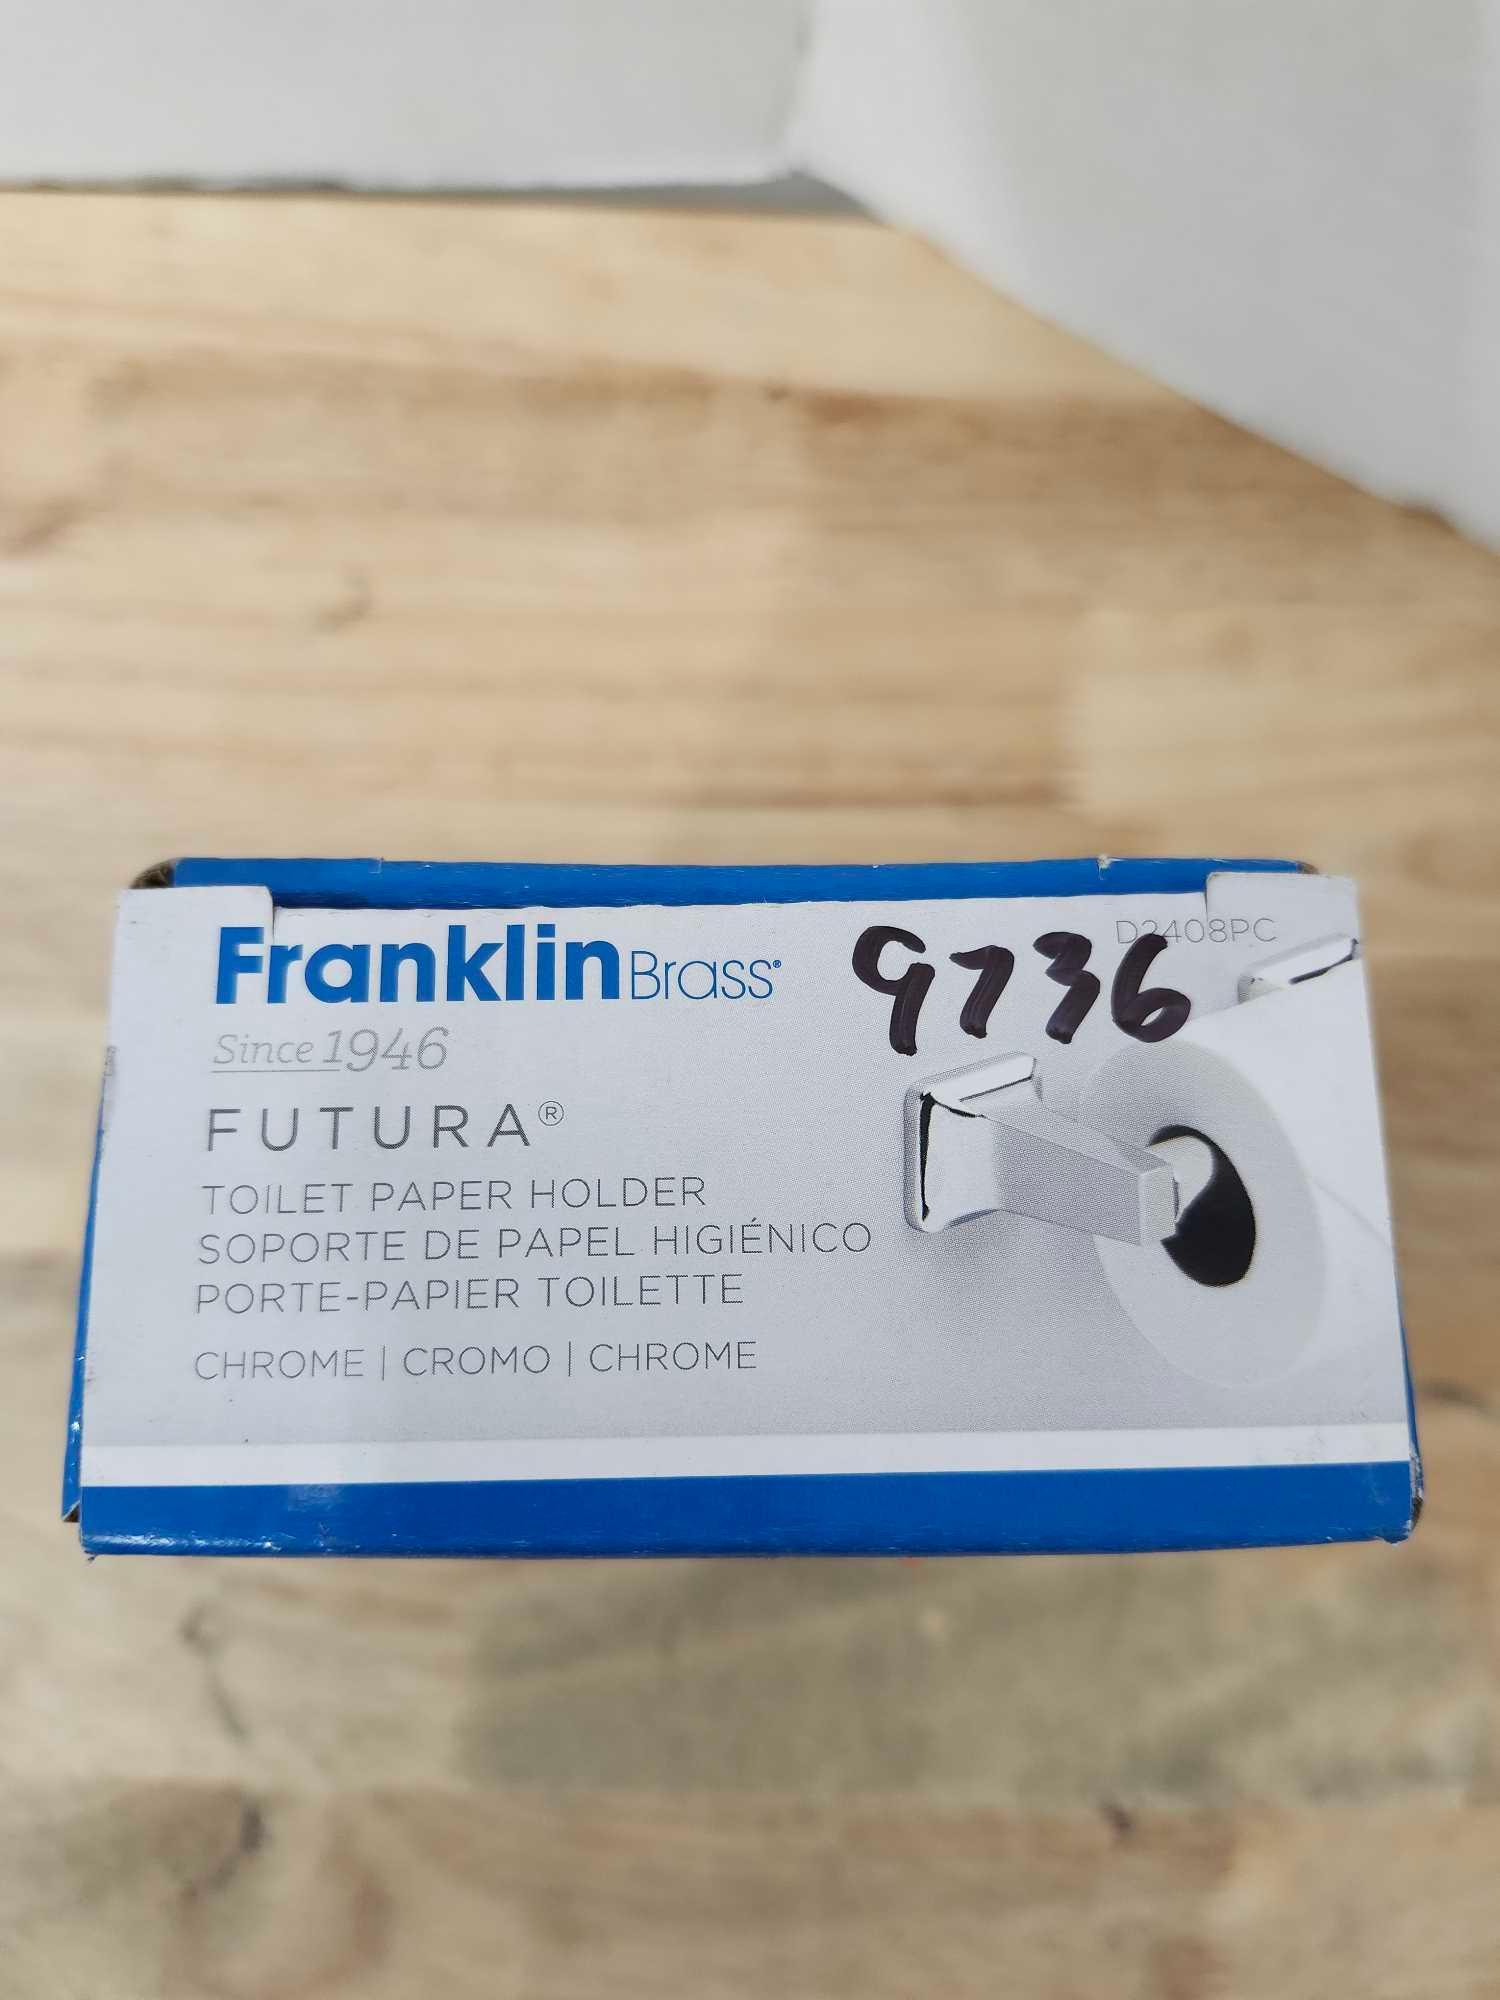 Franklin Brass®
9736
D2408PC
Since 1946
FUTURA®
TOILET PAPER HOLDER
SOPORTE DE PAPEL HIGIÉNICO
PORTE-PAPIER TOILETTE
CHROME | CROMO | CHROME